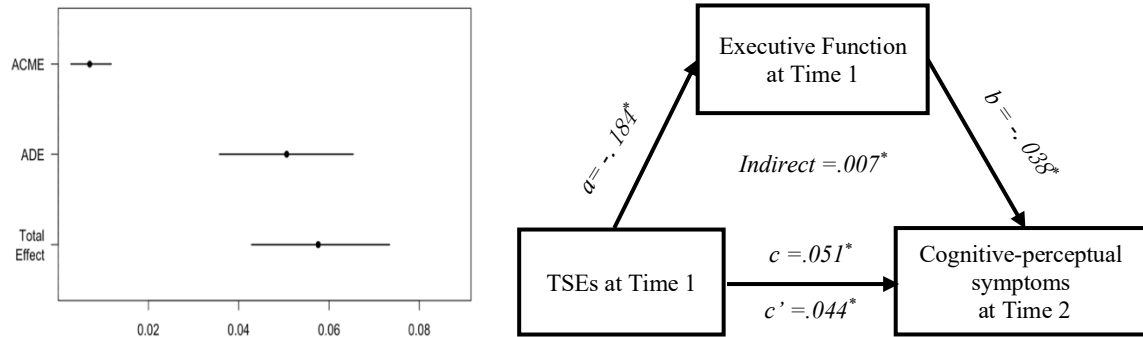 ACME
ADE
Total
Effect
0.02 0.04 0.06 0.08
Executive Function
at Time 1
a= -. 184*
b = -. 038*
Indirect =.007*
TSEs at Time 1
c =.051*
c’ =.044*
Cognitive-perceptual
symptoms
at Time 2